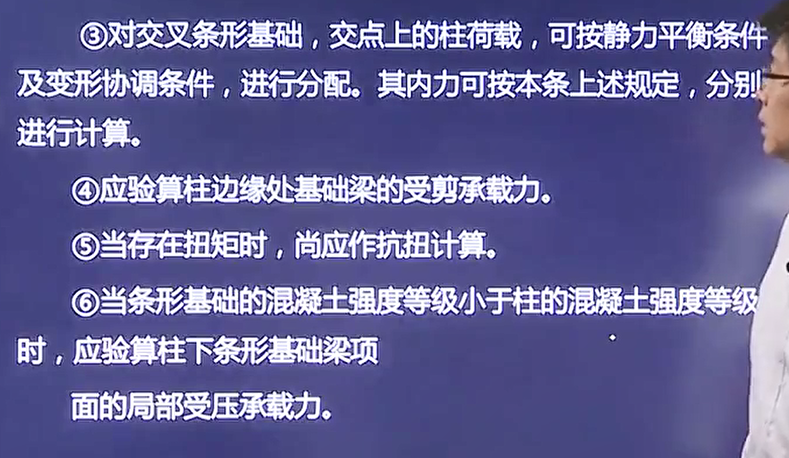 ③对交叉条形基础，交点上的柱荷载，可按静力平衡条件
及变形协调条件，进行分配。其内力可按本条上述规定，分别
进行计算。
④应验算柱边缘处基础梁的受剪承载力。
⑤当存在扭矩时，尚应作抗扭计算。
⑥当条形基础的混凝土强度等级小于柱的混凝土强度等级
时，应验算柱下条形基础梁项
面的局部受压承载力。